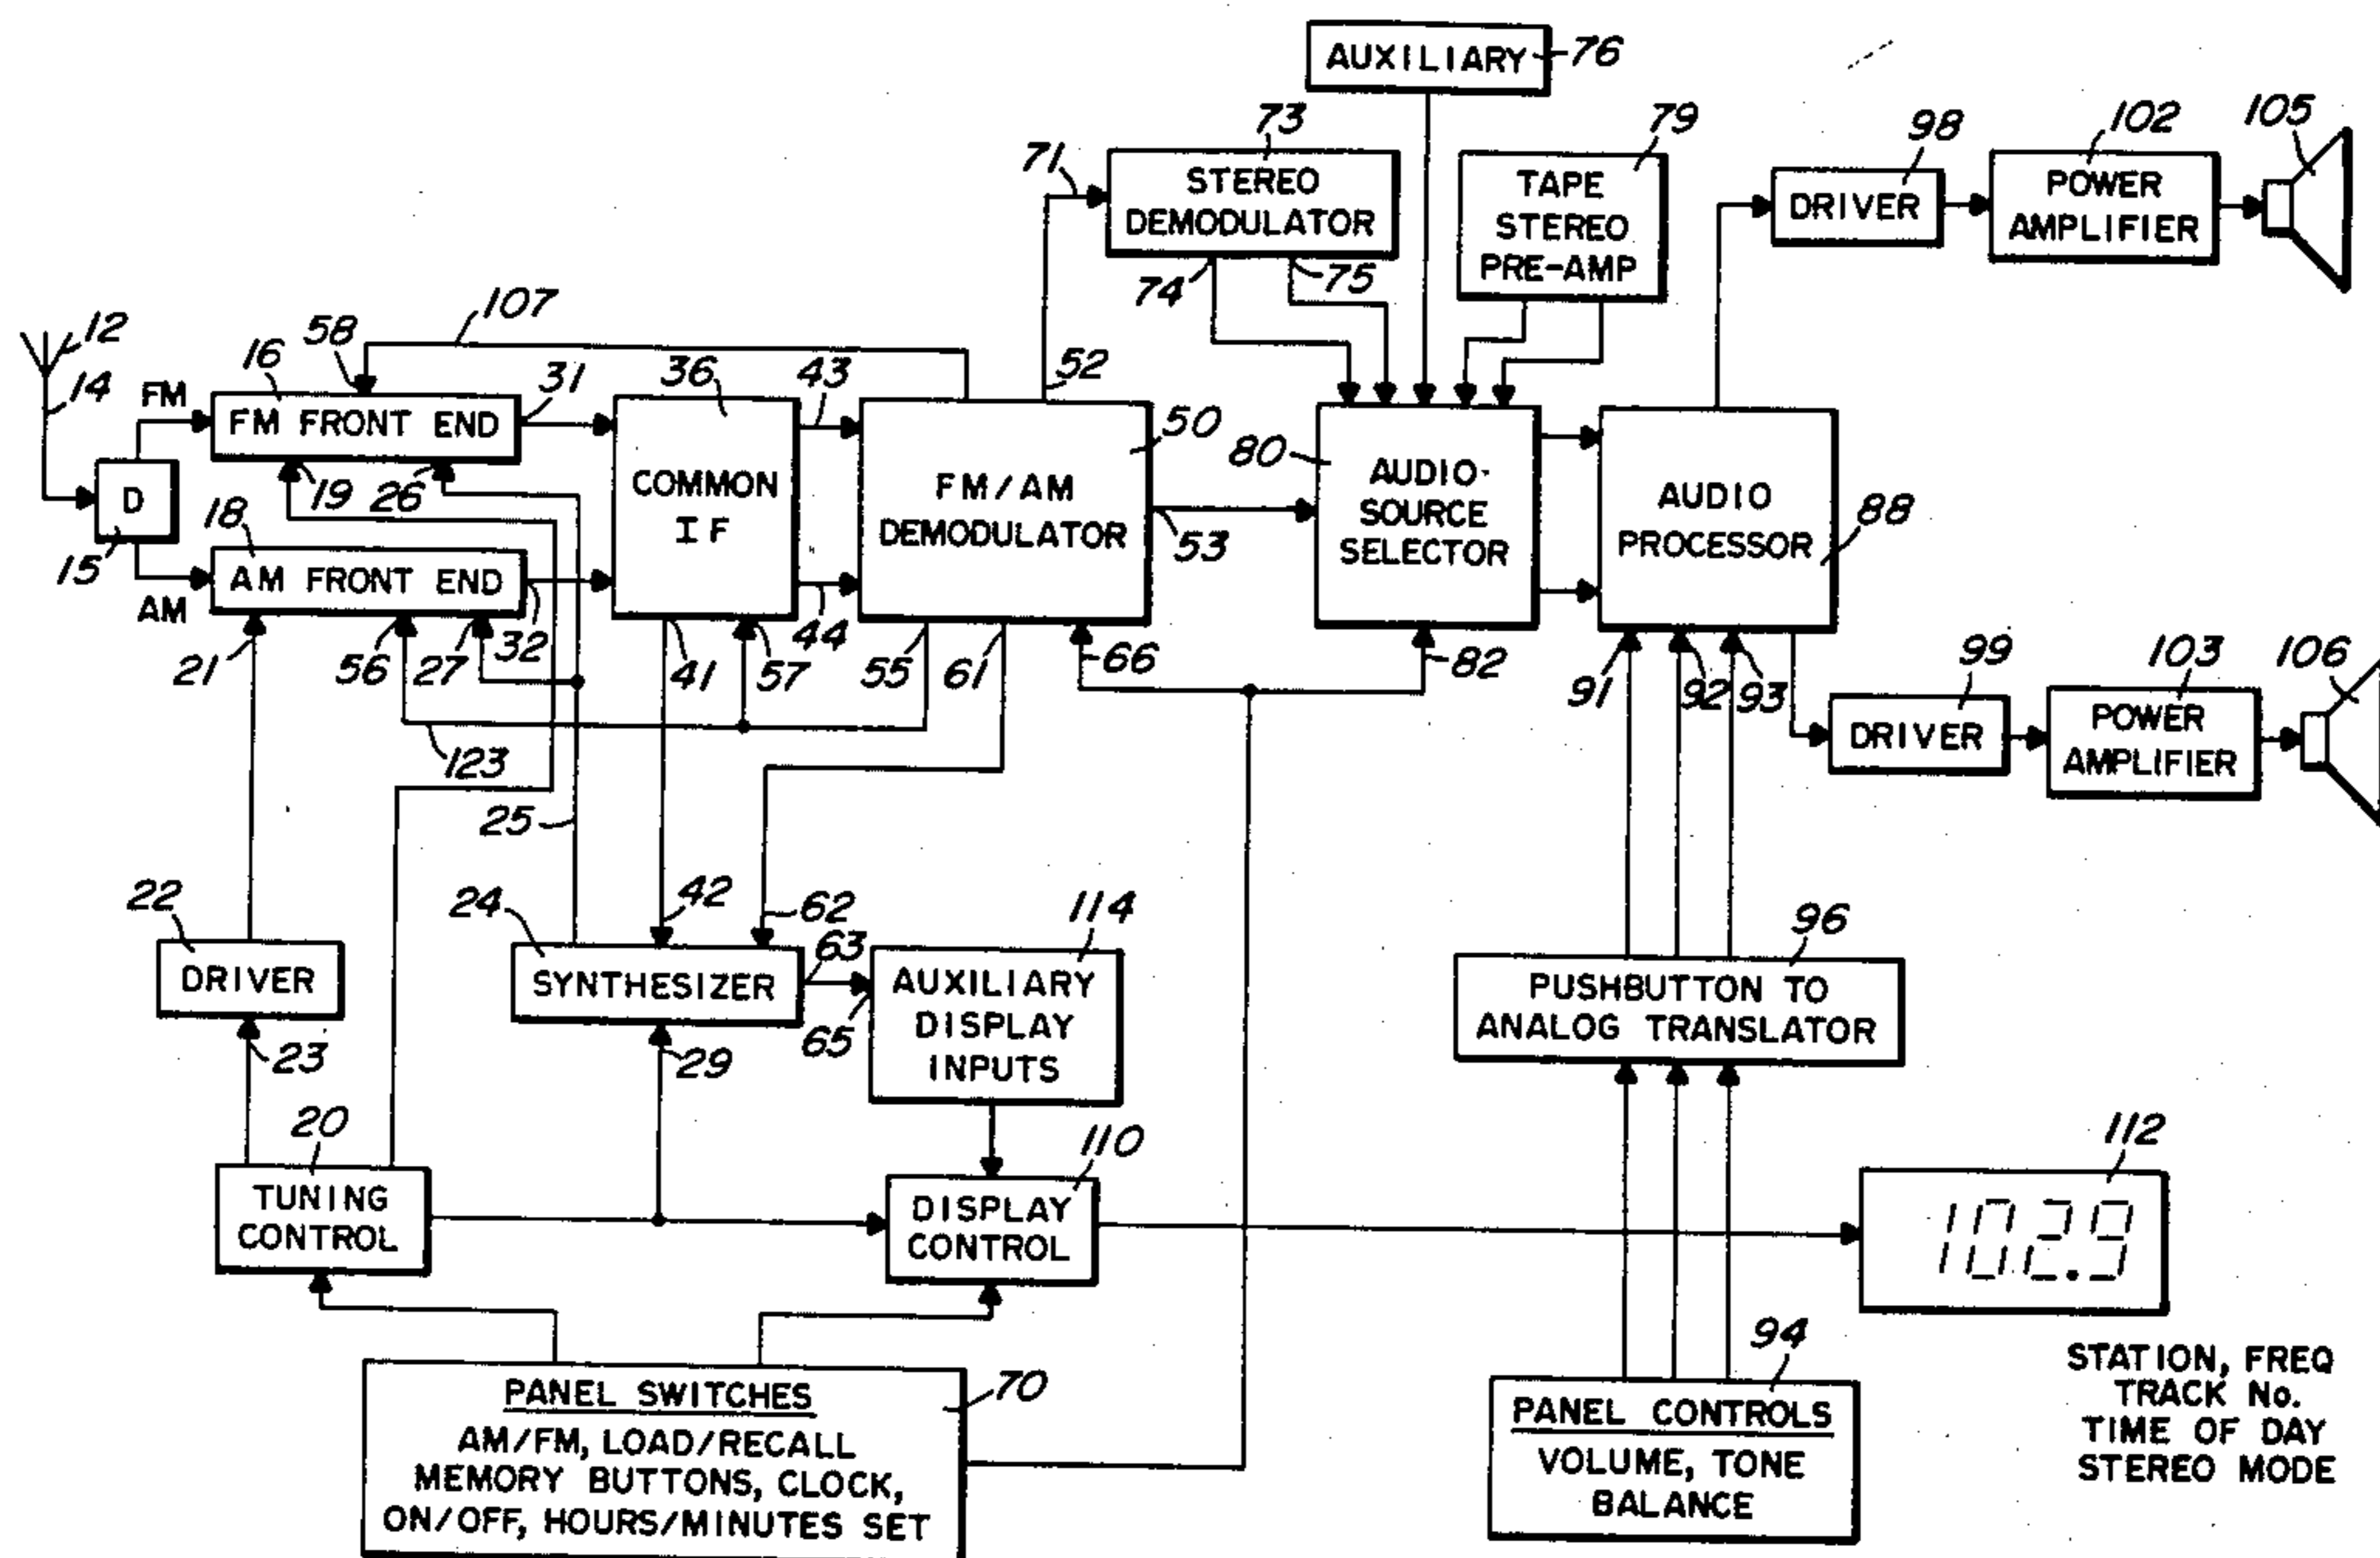 AUXILIARY
76
73
79
98
102
105
71
STEREO
DEMODULATOR
TAPE
STEREO
PRE-AMP
DRIVER
POWER
AMPLIFIER
74
75
12
14
107
58
16
FM
31
36
43
52
50
FM FRONT END
D
15
19
26
18
COMMON
IF
FM/AM
DEMODULATOR
80
AUDIO-
SOURCE
SELECTOR
AUDIO
PROCESSOR
88
53
AM
AM FRONT END
21
56
27
32
41
57
44
55
61
66
82
91
92
93
99
103
106
DRIVER
POWER
AMPLIFIER
123
25
22
24
42
62
63
114
96
DRIVER
SYNTHESIZER
AUXILIARY
DISPLAY
INPUTS
65
PUSHBUTTON TO
ANALOG TRANSLATOR
23
29
20
110
112
TUNING
CONTROL
DISPLAY
CONTROL
102.9
70
94
PANEL SWITCHES
AM/FM, LOAD/RECALL
MEMORY BUTTONS, CLOCK,
ON/OFF, HOURS/MINUTES SET
PANEL CONTROLS
VOLUME, TONE
BALANCE
STATION, FREQ
TRACK No.
TIME OF DAY
STEREO MODE